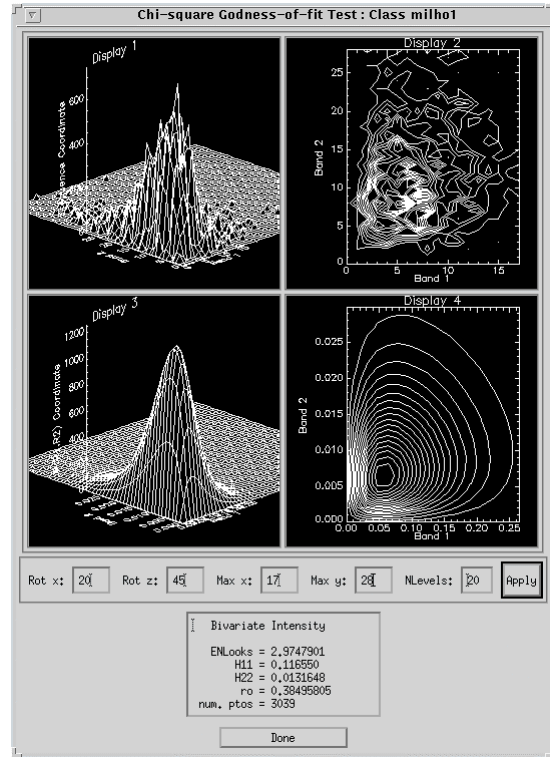 Chi-square Godness-of-fit Test : Class milho1
Display 1
600
400
ence Coordinate
Display 2
Band 2
25
20
15
10
5
0
0 5 10 15
Band 1
Display 3
1200
1000
800
600
400
200
R2) Coordinate
Display 4
Band 2
0.025
0.020
0.015
0.010
0.005
0.000
0.00 0.05 0.10 0.15 0.20 0.25
Band 1
Rot x: 20 Rot z: 45 Max x: 17 Max y: 28 NLevels: 20 Apply
Bivariate Intensity
ENLooks = 2.9747901
H11 = 0.116550
H22 = 0.0131648
ro = 0.38495805
num. ptos = 3039
Done